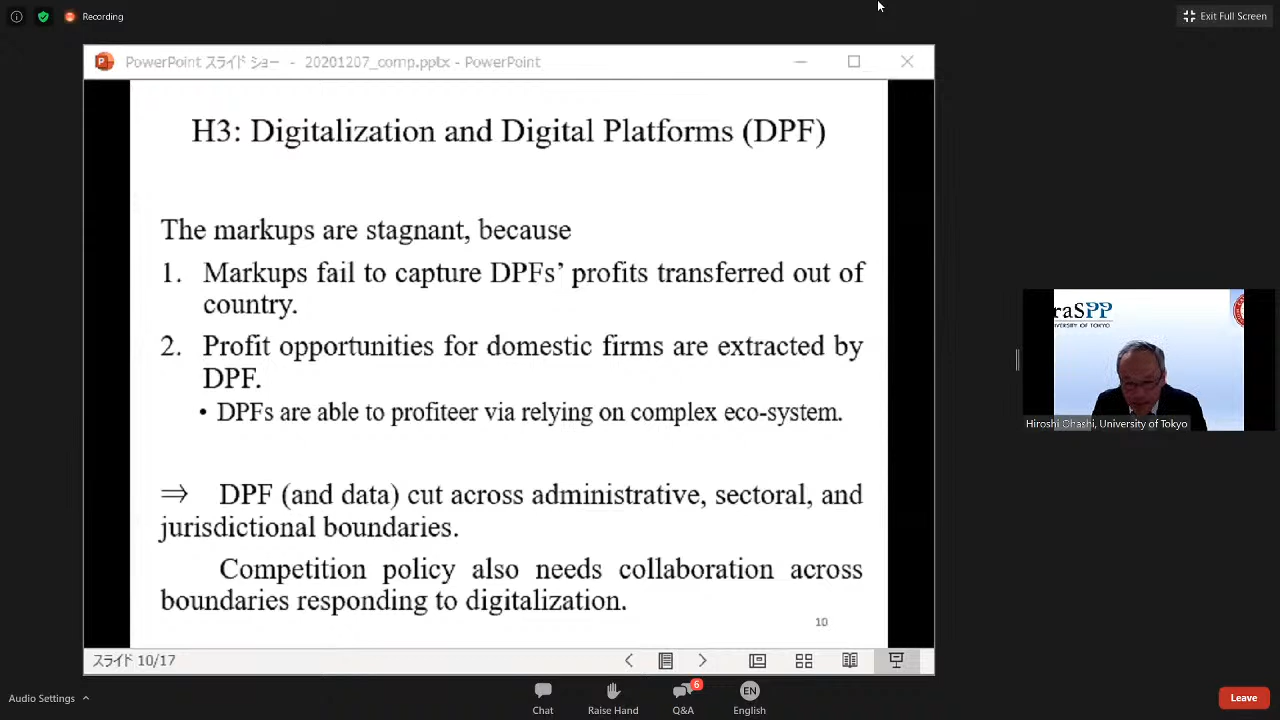 Recording
Exit Full Screen
PowerPoint スライド ショー - 20201207_comp.pptx - PowerPoint
H3: Digitalization and Digital Platforms (DPF)
The markups are stagnant, because
1. Markups fail to capture DPFs' profits transferred out of
country.
2. Profit opportunities for domestic firms are extracted by
DPF.
• DPFs are able to profiteer via relying on complex eco-system.
⇒ DPF (and data) cut across administrative, sectoral, and
jurisdictional boundaries.
Competition policy also needs collaboration across
boundaries responding to digitalization.
10
スライド 10/17
raSPP
VERSITY OF TOKYO
Hiroshi Ohashi, University of Tokyo
Audio Settings
Chat
Raise Hand
6
Q&A
EN
English
Leave